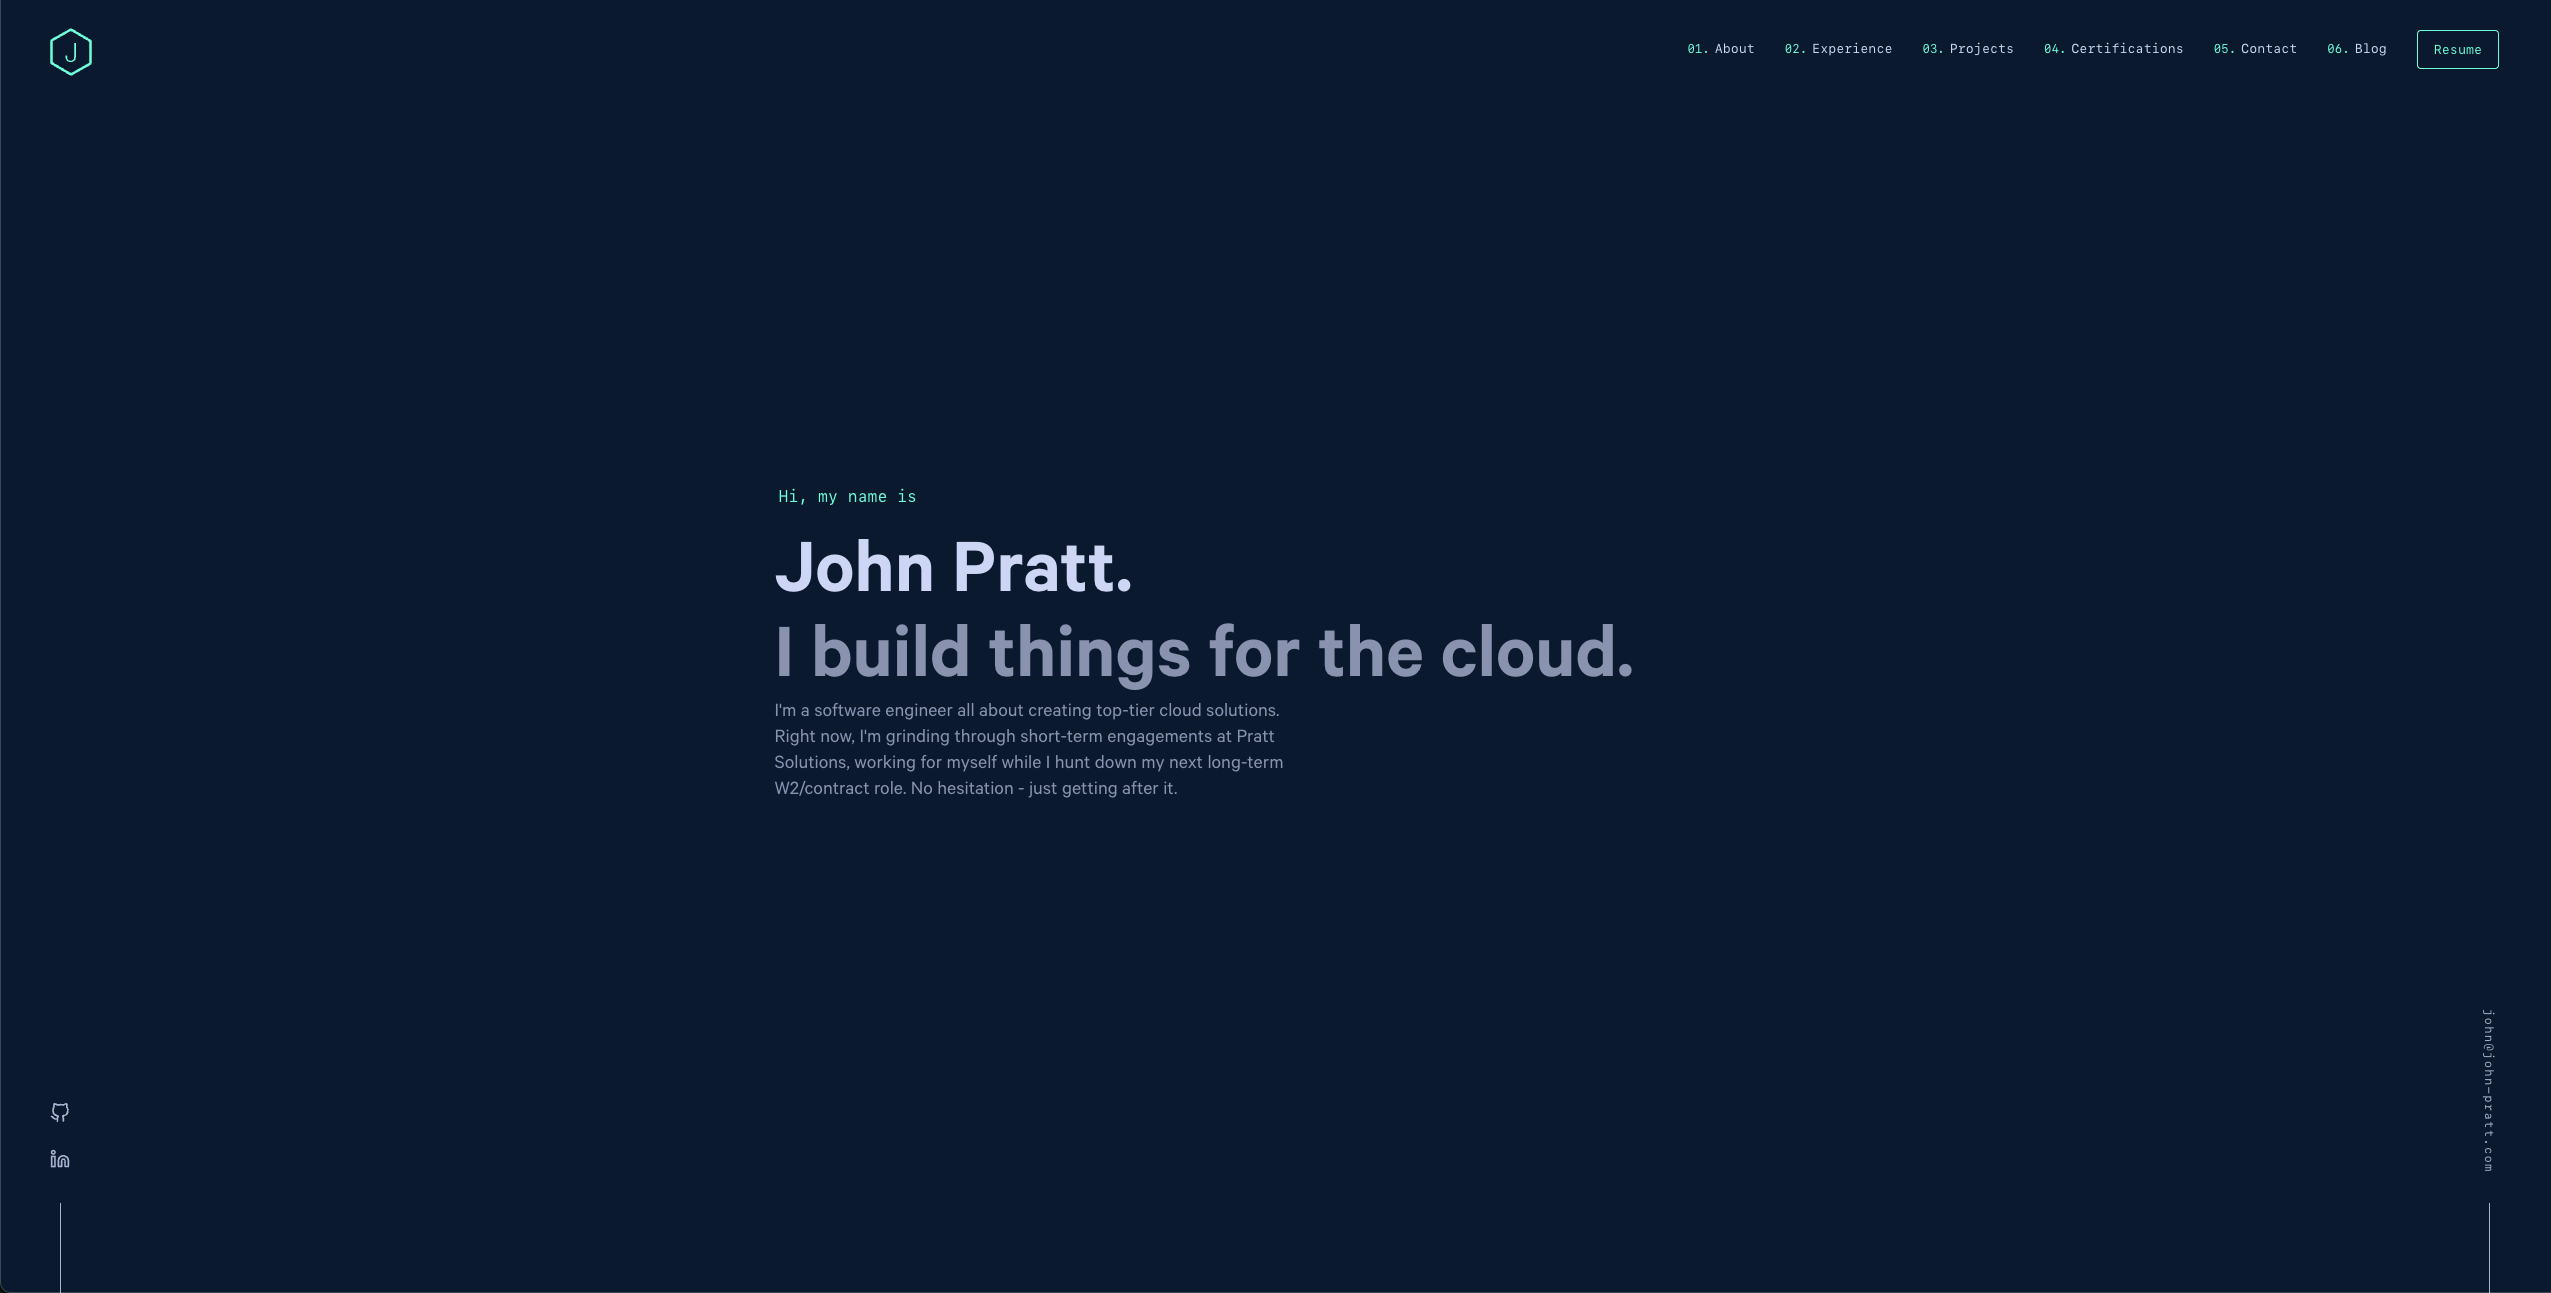 J
01. About 02. Experience 03. Projects 04. Certifications 05. Contact 06. Blog Resume
Hi, my name is
John Pratt.
I build things for the cloud.
I'm a software engineer all about creating top-tier cloud solutions.
Right now, I'm grinding through short-term engagements at Pratt
Solutions, working for myself while I hunt down my next long-term
W2/contract role. No hesitation - just getting after it.
in
john@john-pratt.com